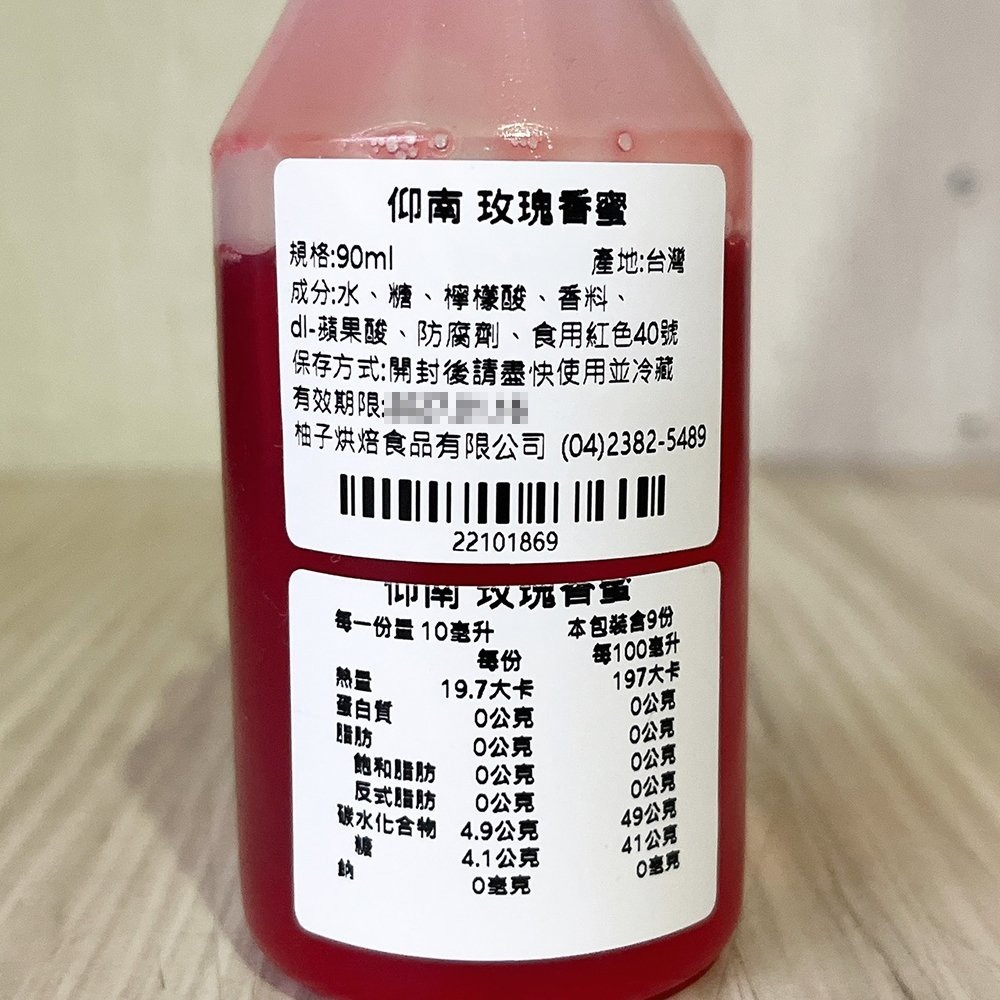 仰南 玫瑰香蜜
規格:90ml 產地:台灣
成分:水、糖、檸檬酸、香料、
dl-蘋果酸、防腐劑、食用紅色40號
保存方式:開封後請盡快使用並冷藏
有效期限:
柚子烘焙食品有限公司 (04)2382-5489
22101869
仰南 玫瑰香蜜
每一份量 10毫升 本包裝含9份
每份 每100毫升
熱量 19.7大卡 197大卡
蛋白質 0公克 0公克
脂肪 0公克 0公克
飽和脂肪 0公克 0公克
反式脂肪 0公克 0公克
碳水化合物 4.9公克 49公克
糖 4.1公克 41公克
鈉 0毫克 0毫克